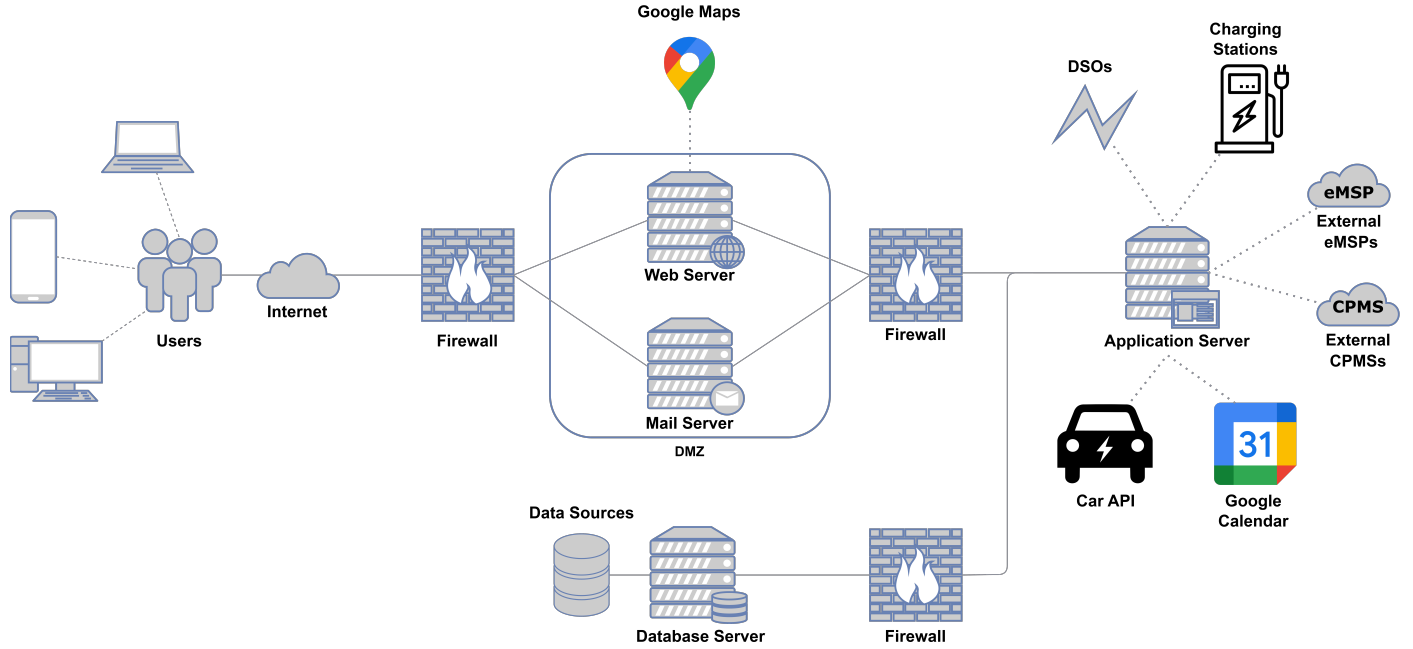 Google Maps
Charging
Stations
DSOs
eMSP
External
eMSPs
Web Server
CPMS
Internet
Users
Firewall
Firewall
Application Server
External
CPMSs
Mail Server
DMZ
31
Car API
Google
Calendar
Data Sources
Database Server
Firewall